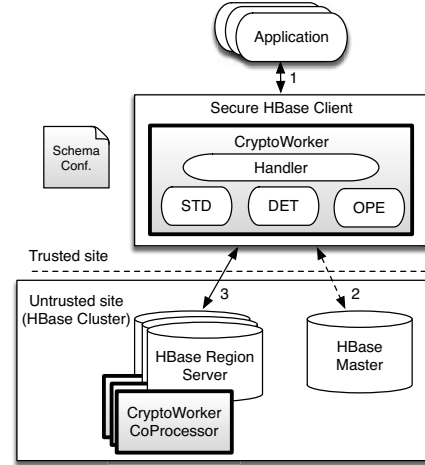 Application
1
Secure HBase Client
CryptoWorker
Schema
Conf.
Handler
STD
DET
OPE
Trusted site
Untrusted site
(HBase Cluster)
3
2
HBase Region
Server
HBase
Master
CryptoWorker
CoProcessor